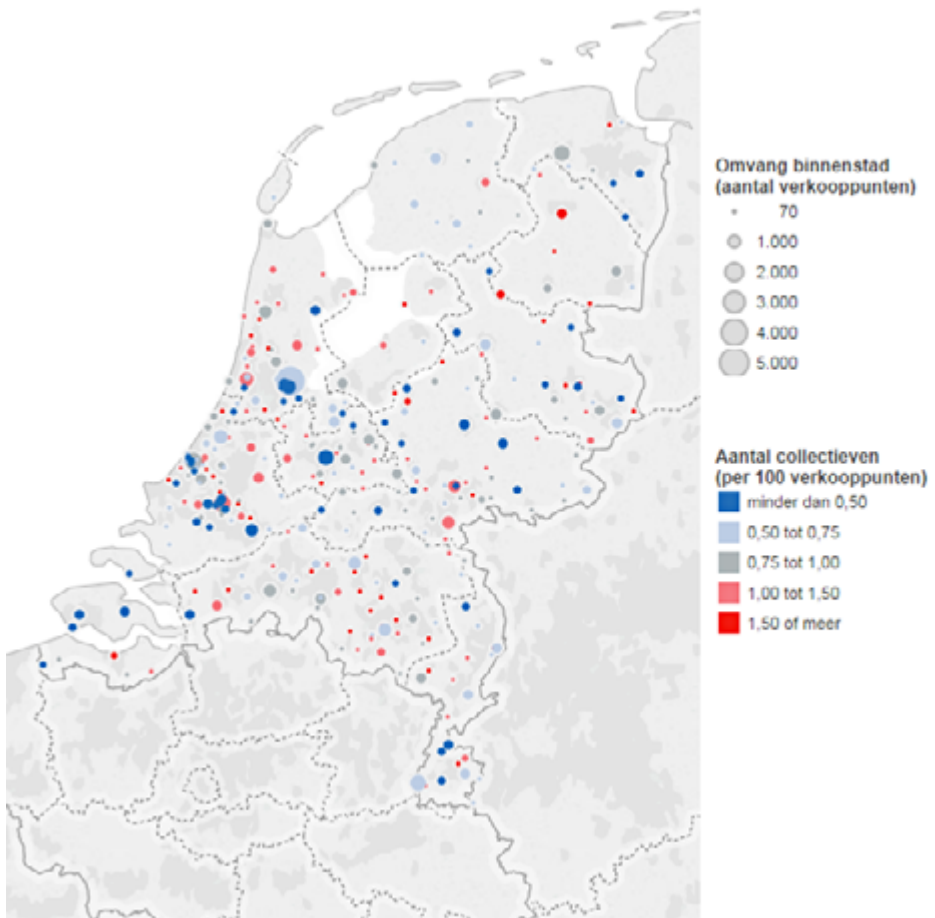 Omvang binnenstad
(aantal verkooppunten)
70
1.000
2.000
3.000
4.000
5.000
Aantal collectieven
(per 100 verkooppunten)
minder dan 0,50
0,50 tot 0,75
0,75 tot 1,00
1,00 tot 1,50
1,50 of meer